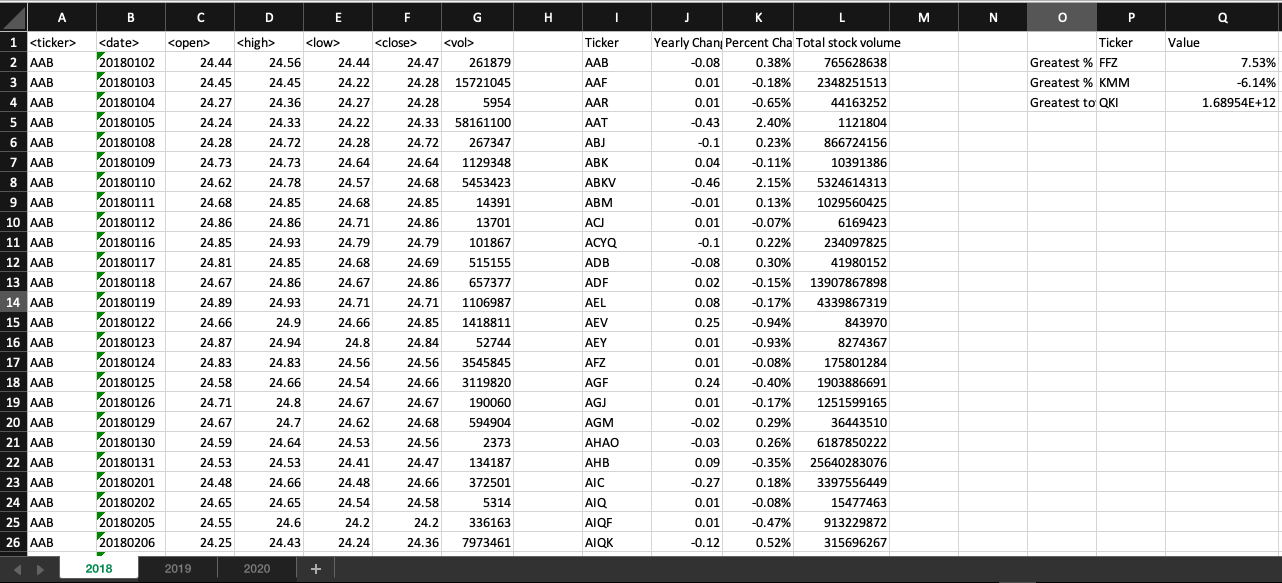 A B C D E F G H I J K L M N O P Q
1 <ticker> <date> <open> <high> <low> <close> <vol> Ticker Yearly Chan Percent Cha Total stock volume Ticker Value
2 AAB 20180102 24.44 24.56 24.44 24.47 261879 AAB -0.08 0.38% 765628638 Greatest % FFZ 7.53%
3 AAB 20180103 24.45 24.45 24.22 24.28 15721045 AAF 0.01 -0.18% 2348251513 Greatest % KMM -6.14%
4 AAB 20180104 24.27 24.36 24.27 24.28 5954 AAR 0.01 -0.65% 44163252 Greatest to QKI 1.68954E+12
5 AAB 20180105 24.24 24.33 24.22 24.33 58161100 AAT -0.43 2.40% 1121804
6 AAB 20180108 24.28 24.72 24.28 24.72 267347 ABJ -0.1 0.23% 866724156
7 AAB 20180109 24.73 24.73 24.64 24.64 1129348 ABK 0.04 -0.11% 10391386
8 AAB 20180110 24.62 24.78 24.57 24.68 5453423 ABKV -0.46 2.15% 5324614313
9 AAB 20180111 24.68 24.85 24.68 24.85 14391 ABM -0.01 0.13% 1029560425
10 AAB 20180112 24.86 24.86 24.71 24.86 13701 ACJ 0.01 -0.07% 6169423
11 AAB 20180116 24.85 24.93 24.79 24.79 101867 ACYQ -0.1 0.22% 234097825
12 AAB 20180117 24.81 24.85 24.68 24.69 515155 ADB -0.08 0.30% 41980152
13 AAB 20180118 24.67 24.86 24.67 24.86 657377 ADF 0.02 -0.15% 13907867898
14 AAB 20180119 24.89 24.93 24.71 24.71 1106987 AEL 0.08 -0.17% 4339867319
15 AAB 20180122 24.66 24.9 24.66 24.85 1418811 AEV 0.25 -0.94% 843970
16 AAB 20180123 24.87 24.94 24.8 24.84 52744 AEY 0.01 -0.93% 8274367
17 AAB 20180124 24.83 24.83 24.56 24.56 3545845 AFZ 0.01 -0.08% 175801284
18 AAB 20180125 24.58 24.66 24.54 24.66 3119820 AGF 0.24 -0.40% 1903886691
19 AAB 20180126 24.71 24.8 24.67 24.67 190060 AGJ 0.01 -0.17% 1251599165
20 AAB 20180129 24.67 24.7 24.62 24.68 594904 AGM -0.02 0.29% 36443510
21 AAB 20180130 24.59 24.64 24.53 24.56 2373 AHAO -0.03 0.26% 6187850222
22 AAB 20180131 24.53 24.53 24.41 24.47 134187 AHB 0.09 -0.35% 25640283076
23 AAB 20180201 24.48 24.66 24.48 24.66 372501 AIC -0.27 0.18% 3397556449
24 AAB 20180202 24.65 24.65 24.54 24.58 5314 AIQ 0.01 -0.08% 15477463
25 AAB 20180205 24.55 24.6 24.2 24.2 336163 AIQF 0.01 -0.47% 913229872
26 AAB 20180206 24.25 24.43 24.24 24.36 7973461 AIQK -0.12 0.52% 315696267
2018 2019 2020 +